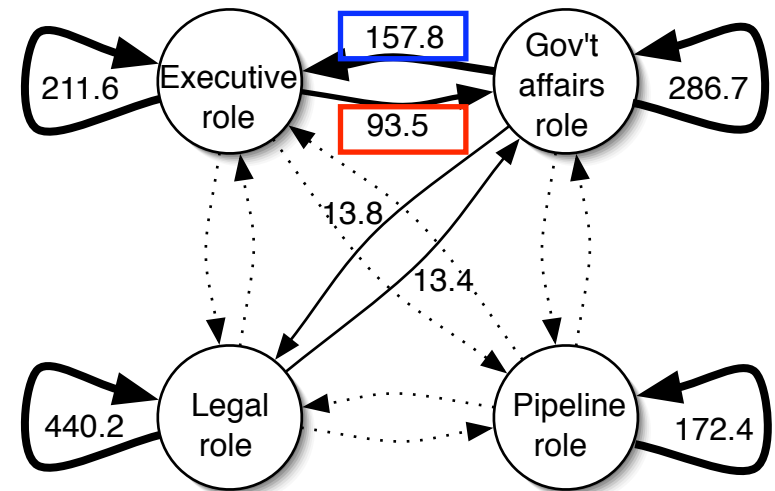 157.8
Executive
role
Gov't
affairs
role
211.6
286.7
93.5
13.8
13.4
Legal
role
Pipeline
role
440.2
172.4